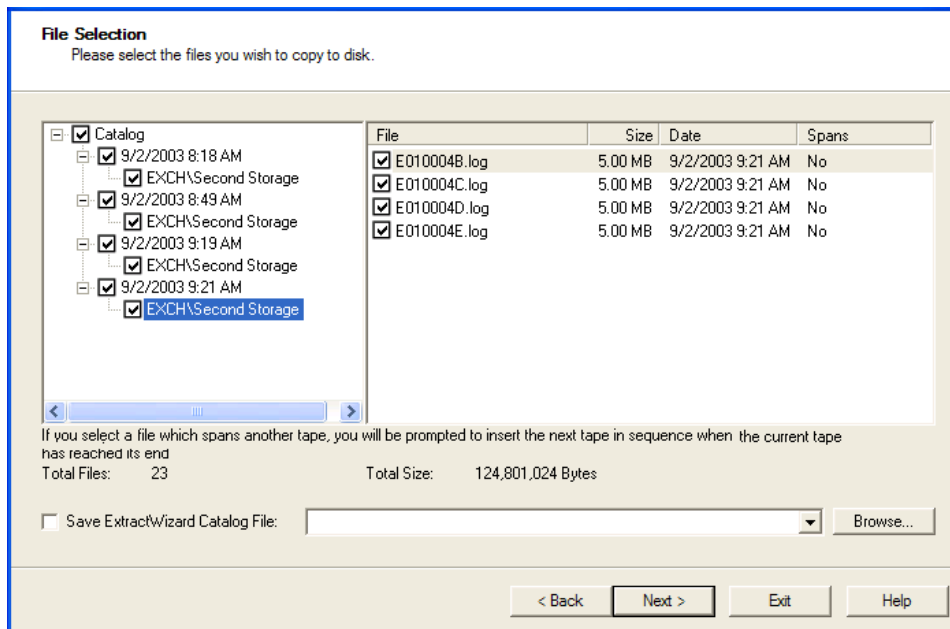 File Selection
Please select the files you wish to copy to disk.
Catalog
9/2/2003 8:18 AM
EXCH\Second Storage
9/2/2003 8:49 AM
EXCH\Second Storage
9/2/2003 9:19 AM
EXCH\Second Storage
9/2/2003 9:21 AM
EXCH\Second Storage
File Size Date Spans
E010004B.log 5.00 MB 9/2/2003 9:21 AM No
E010004C.log 5.00 MB 9/2/2003 9:21 AM No
E010004D.log 5.00 MB 9/2/2003 9:21 AM No
E010004E.log 5.00 MB 9/2/2003 9:21 AM No
If you select a file which spans another tape, you will be prompted to insert the next tape in sequence when the current tape
has reached its end
Total Files: 23 Total Size: 124,801,024 Bytes
Save ExtractWizard Catalog File: Browse...
< Back Next > Exit Help